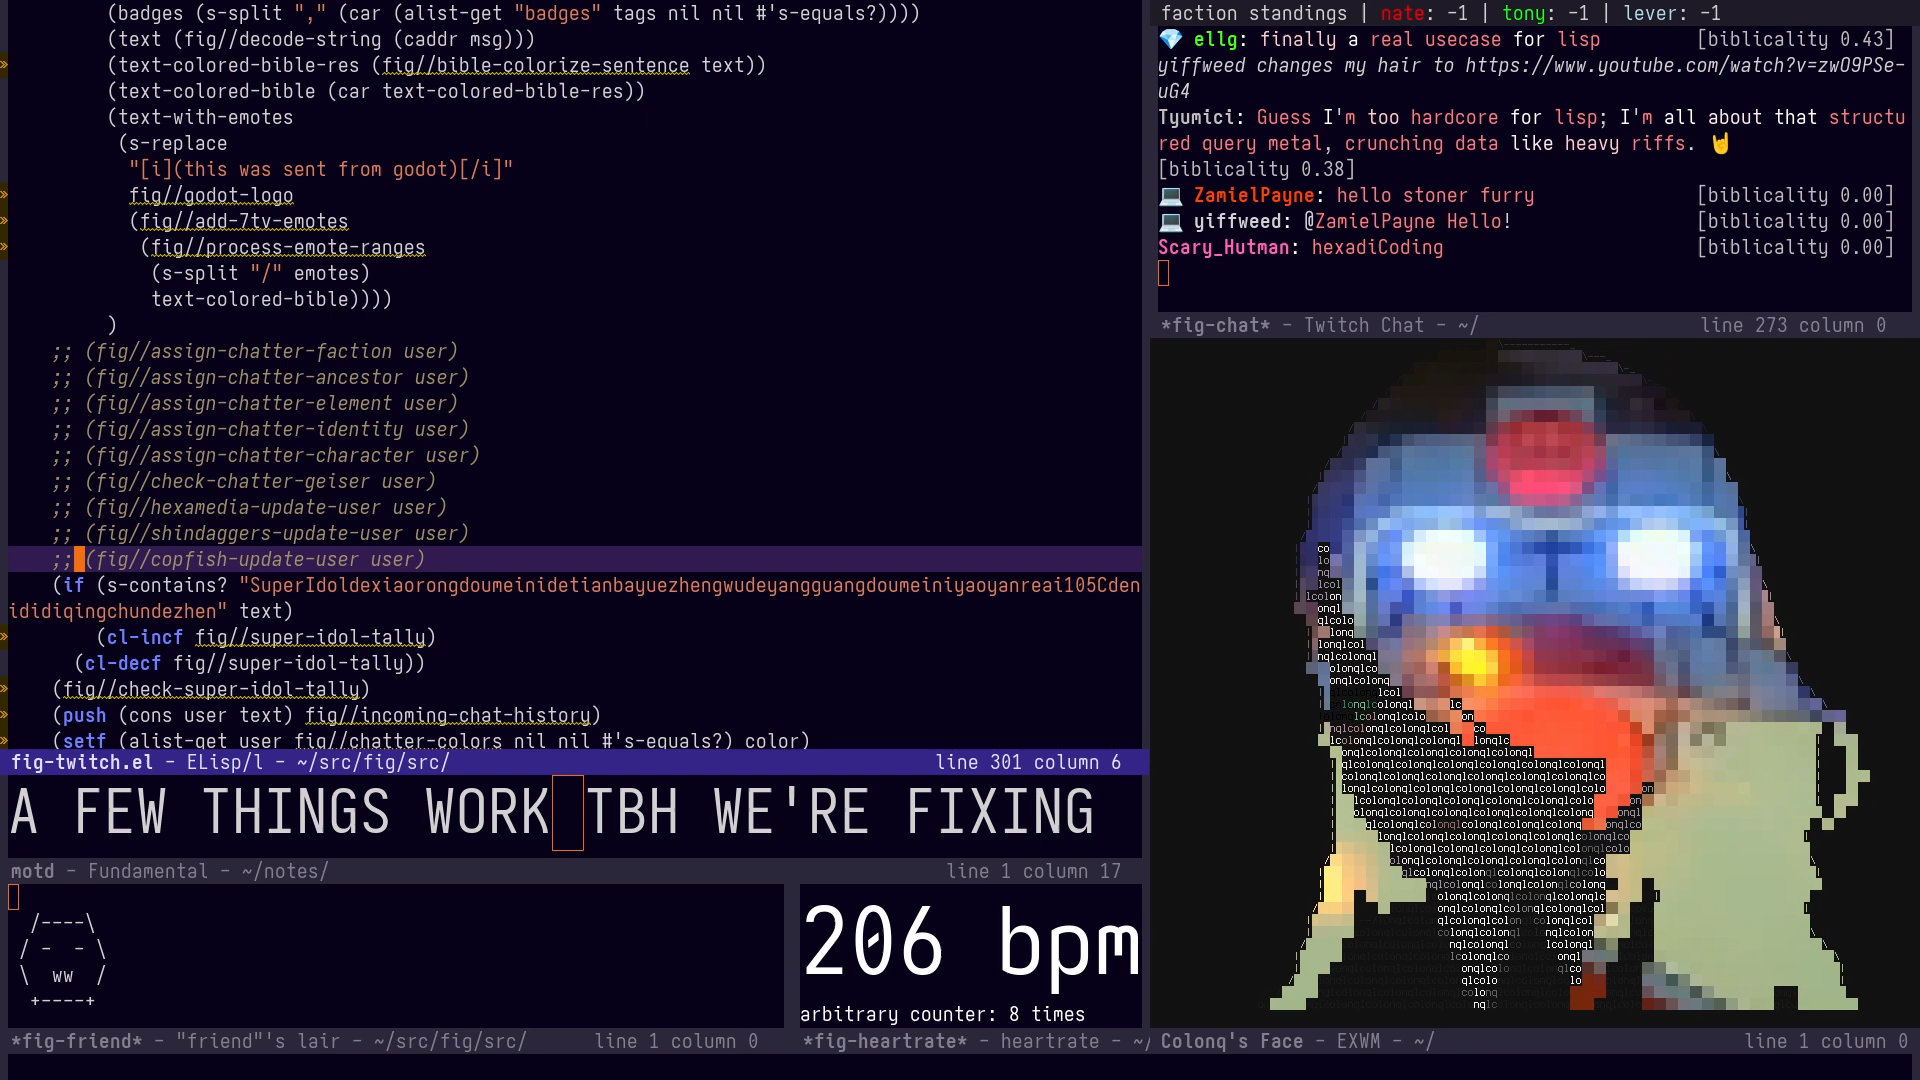 (badges (s-split "," (car (alist-get "badges" tags nil nil #'s-equals?))))
(text (fig//decode-string (caddr msg)))
(text-colored-bible-res (fig//bible-colorize-sentence text))
(text-colored-bible (car text-colored-bible-res))
(text-with-emotes
(s-replace
"[i](this was sent from godot)[/i]"
fig//godot-logo
(fig//add-7tv-emotes
(fig//process-emote-ranges
(s-split "/" emotes)
text-colored-bible))))
)
;; (fig//assign-chatter-faction user)
;; (fig//assign-chatter-ancestor user)
;; (fig//assign-chatter-element user)
;; (fig//assign-chatter-identity user)
;; (fig//assign-chatter-character user)
;; (fig//check-chatter-geiser user)
;; (fig//hexamedia-update-user user)
;; (fig//shindaggers-update-user user)
;; (fig//copfish-update-user user)
(if (s-contains? "SuperIdoldexiaorongdoumeinidetianbayuezhengwudeyangguangdoumeiniyaoyanreai105Cden
ididiqingchundezhen" text)
(cl-incf fig//super-idol-tally)
(cl-decf fig//super-idol-tally))
(fig//check-super-idol-tally)
(push (cons user text) fig//incoming-chat-history)
(setf (alist-get user fig//chatter-colors nil nil #'s-equals?) color)
fig-twitch.el - ELisp/l - ~/src/fig/src/ line 301 column 6
A FEW THINGS WORK TBH WE'RE FIXING
motd - Fundamental - ~/notes/ line 1 column 17
/----\
/ - - \
\ ww /
+----+
*fig-friend* - "friend"'s lair - ~/src/fig/src/ line 1 column 0
206 bpm
arbitrary counter: 8 times
*fig-heartrate* - heartrate - ~/
faction standings | nate: -1 | tony: -1 | lever: -1
ellg: finally a real usecase for lisp [biblicality 0.43]
yiffweed changes my hair to https://www.youtube.com/watch?v=zwO9PSe-
uG4
Tyumici: Guess I'm too hardcore for lisp; I'm all about that structu
red query metal, crunching data like heavy riffs. 🤘
[biblicality 0.38]
ZamielPayne: hello stoner furry [biblicality 0.00]
yiffweed: @ZamielPayne Hello! [biblicality 0.00]
Scary_Hutman: hexadiCoding [biblicality 0.00]
*fig-chat* - Twitch Chat - ~/ line 273 column 0
Colonq's Face - EXWM - ~/ line 1 column 0